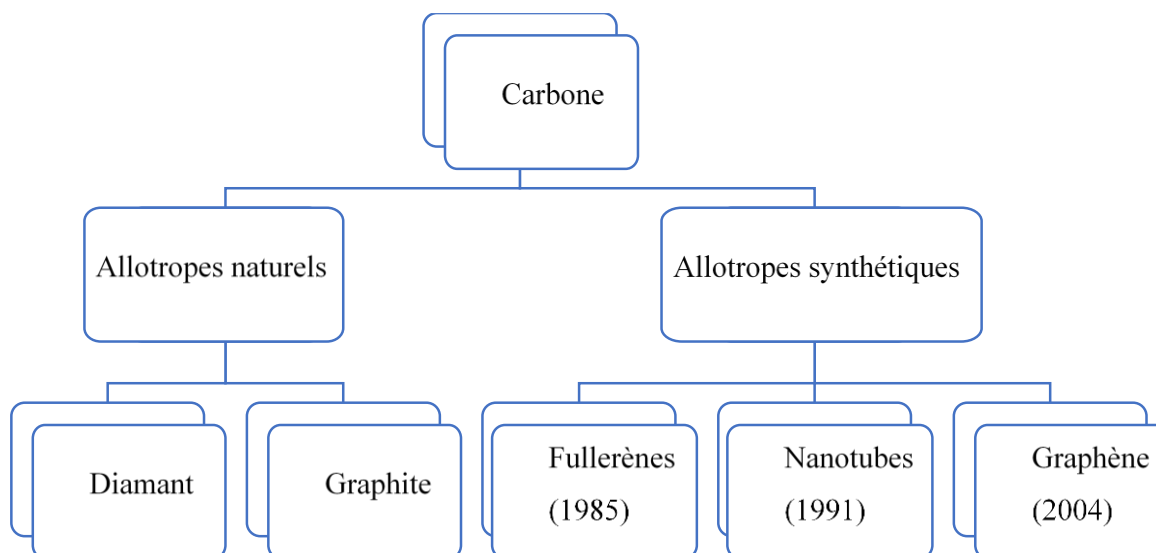 Carbone
Allotropes naturels
Allotropes synthétiques
Diamant
Graphite
Fullerènes
(1985)
Nanotubes
(1991)
Graphène
(2004)